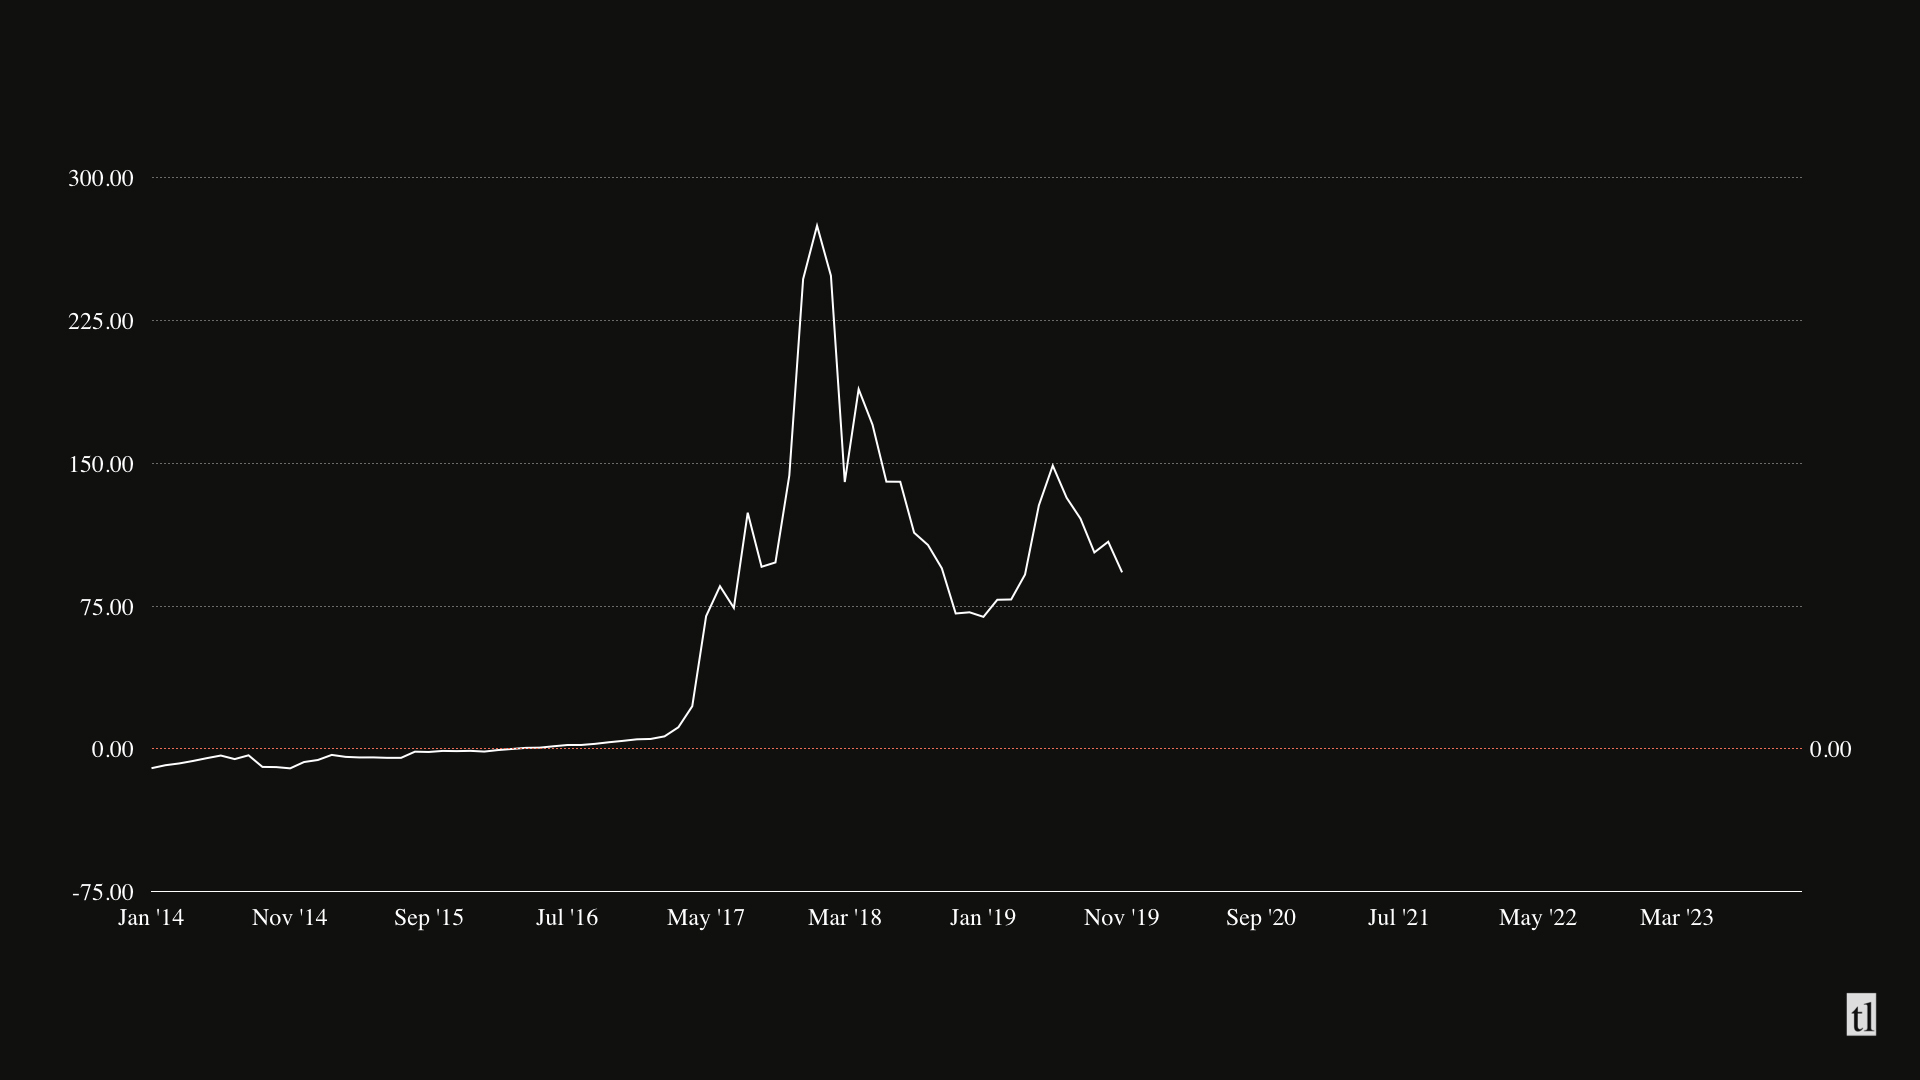 300.00
225.00
150.00
75.00
0.00
0.00
-75.00
Jan '14
Nov '14
Sep '15
Jul '16
May '17
Mar '18
Jan '19
Nov '19
Sep '20
Jul '21
May '22
Mar '23
tl